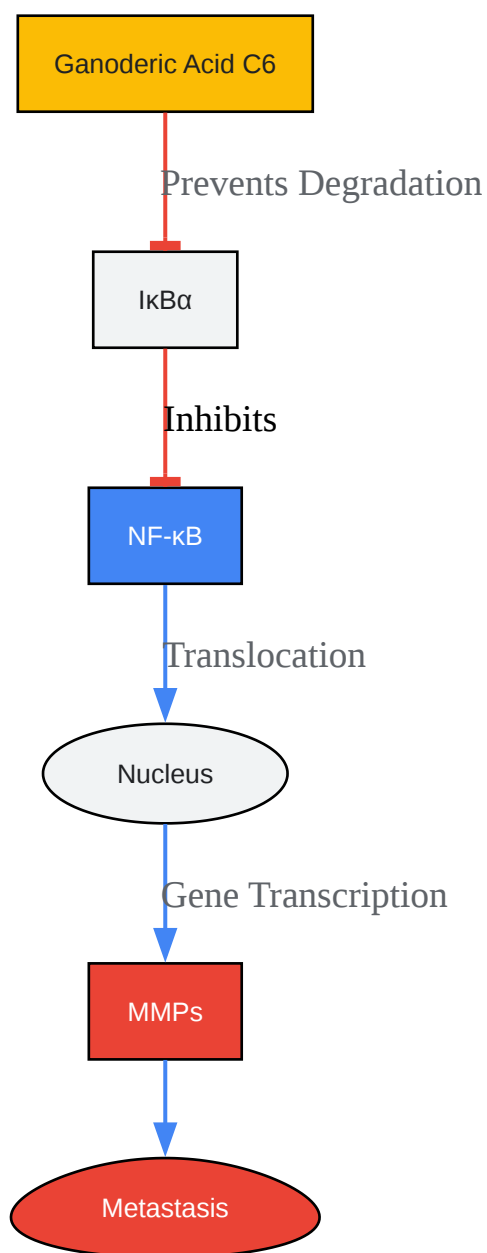 Ganoderic Acid C6
Prevents Degradation
IκBα
Inhibits
NF-κB
Translocation
Nucleus
Gene Transcription
MMPs
Metastasis